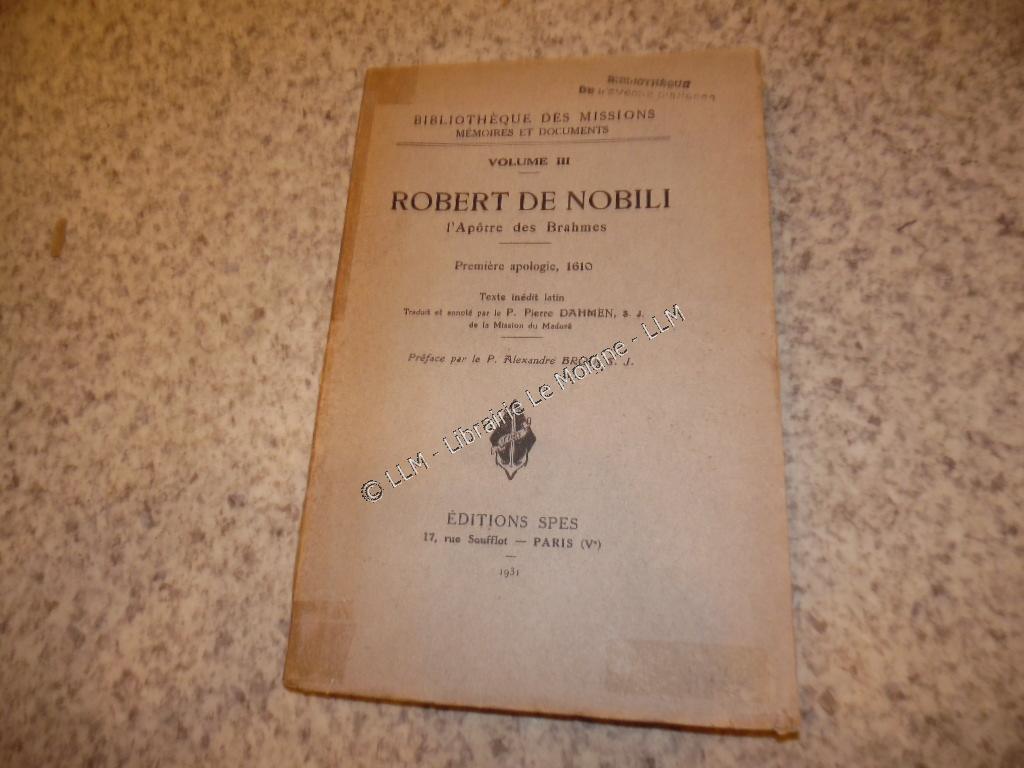 BIBLIOTHÈQUE
BIBLIOTHÈQUE DES MISSIONS
MÉMOIRES ET DOCUMENTS
VOLUME III
ROBERT DE NOBILI
l'Apôtre des Brahmes
Première apologie, 1610
Texte inédit latin
Traduit et annoté par le P. Pierre DAHMEN, S. J.
de la Mission du Maduré
Préface par le P. Alexandre
© LLM - Librairie Le Moigne - LLM
ÉDITIONS SPES
17, rue Soufflot — PARIS (Vᵉ)
1931